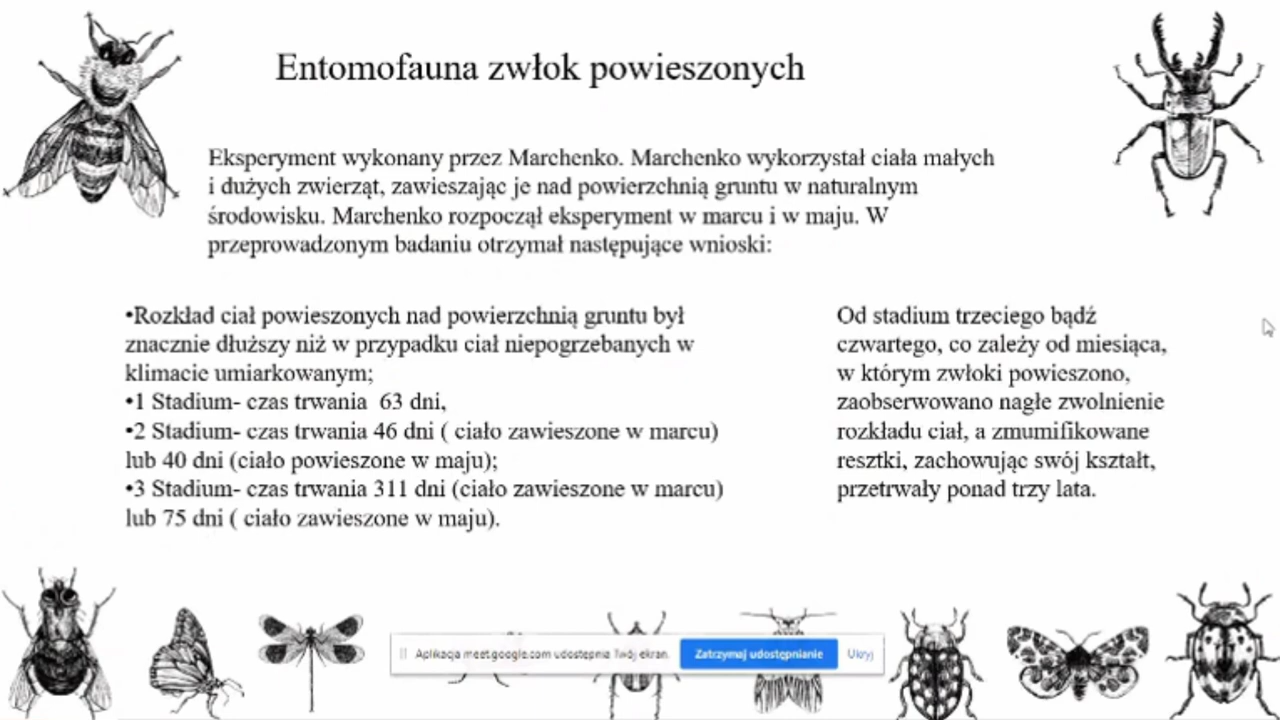 Entomofauna zwłok powieszonych
Eksperyment wykonany przez Marchenko. Marchenko wykorzystał ciała małych
i dużych zwierząt, zawieszając je nad powierzchnią gruntu w naturalnym
środowisku. Marchenko rozpoczął eksperyment w marcu i w maju. W
przeprowadzonym badaniu otrzymał następujące wnioski:
•Rozkład ciał powieszonych nad powierzchnią gruntu był
znacznie dłuższy niż w przypadku ciał niepogrzebanych w
klimacie umiarkowanym;
•1 Stadium- czas trwania  63 dni,
•2 Stadium- czas trwania 46 dni ( ciało zawieszone w marcu)
lub 40 dni (ciało powieszone w maju);
•3 Stadium- czas trwania 311 dni (ciało zawieszone w marcu)
lub 75 dni ( ciało zawieszone w maju).
Od stadium trzeciego bądź
czwartego, co zależy od miesiąca,
w którym zwłoki powieszono,
zaobserwowano nagłe zwolnienie
rozkładu ciał, a zmumifikowane
resztki, zachowując swój kształt,
przetrwały ponad trzy lata.
Aplikacja meet.google.com udostępnia Twój ekran.
Zatrzymaj udostępnianie
Ukryj